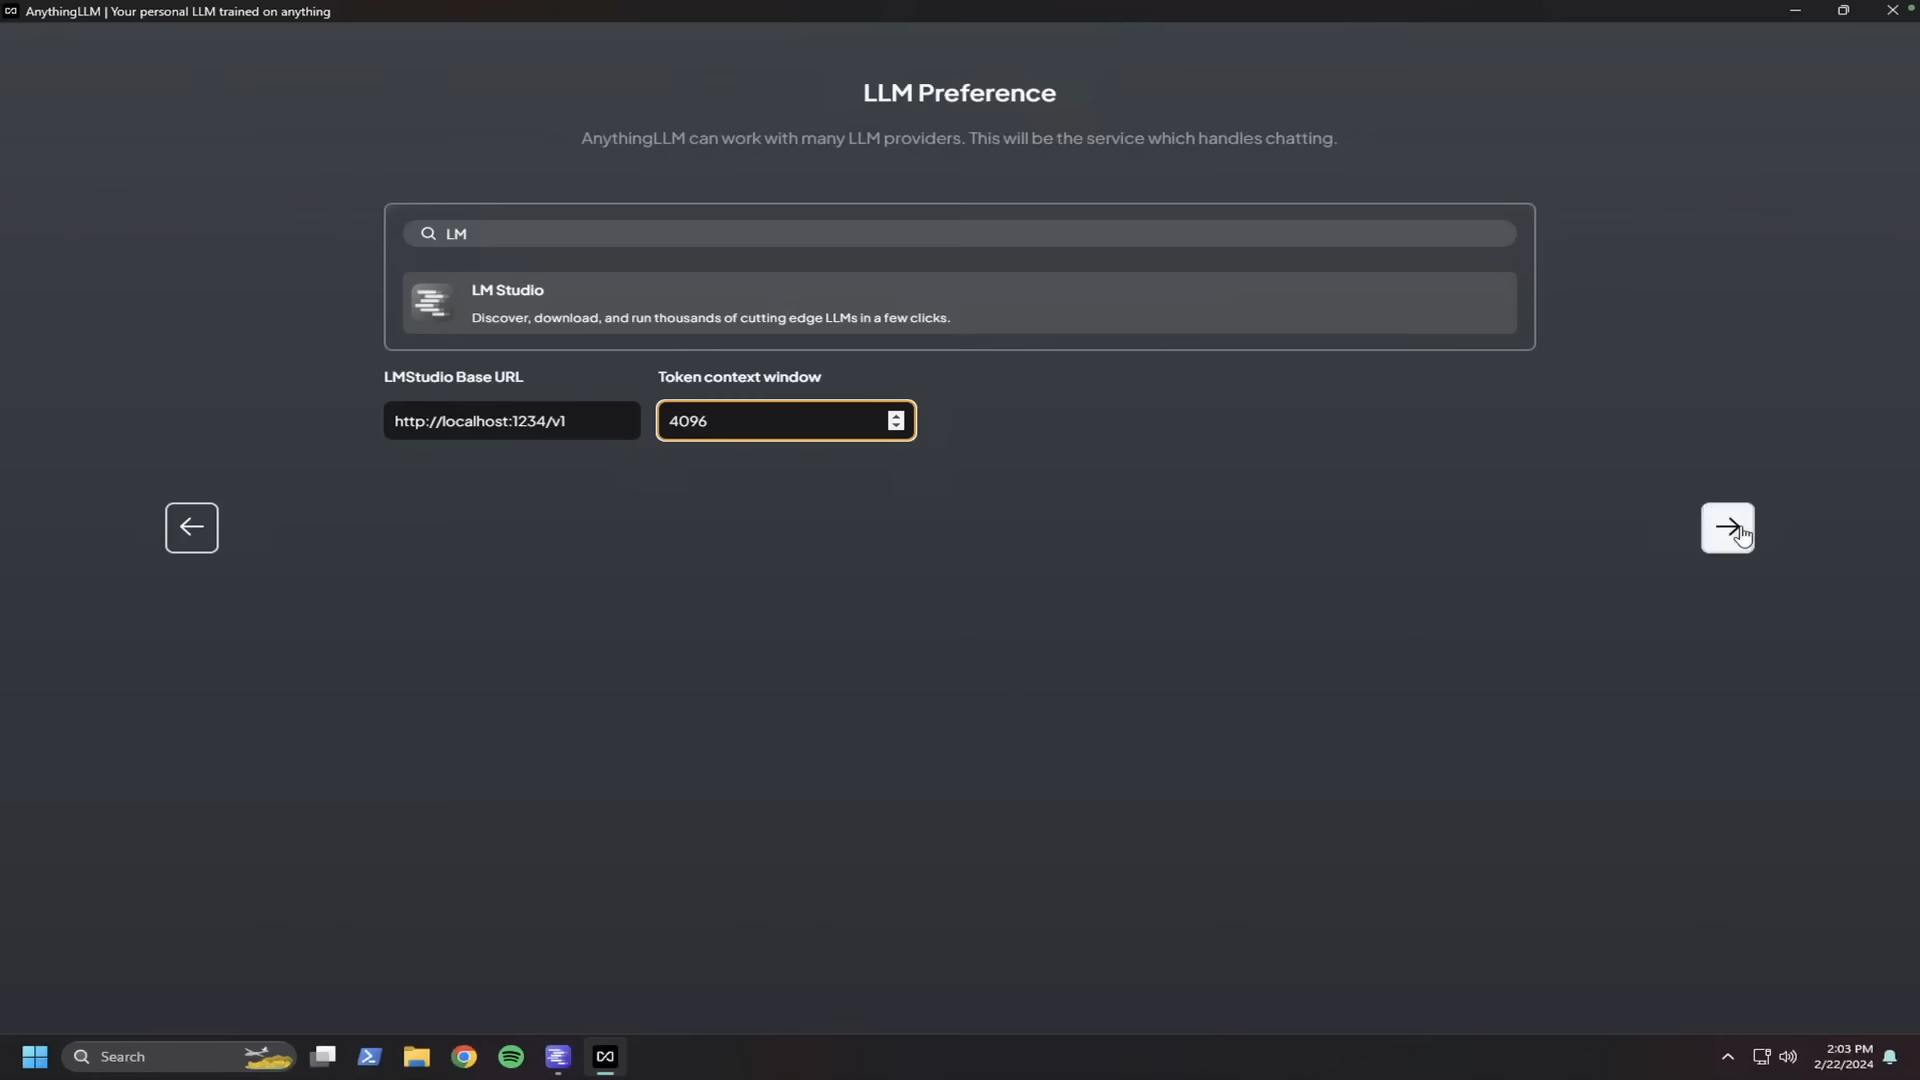 AnythingLLM | Your personal LLM trained on anything
LLM Preference
AnythingLLM can work with many LLM providers. This will be the service which handles chatting.
LM
LM Studio
Discover, download, and run thousands of cutting edge LLMs in a few clicks.
LMStudio Base URL
Token context window
http://localhost:1234/v1
4096
Search
2:03 PM
2/22/2024